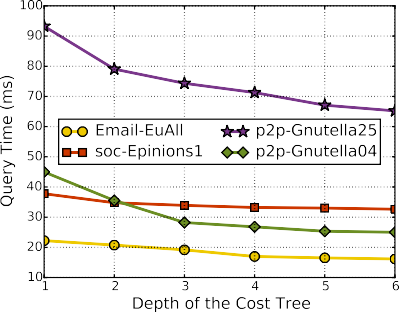 100
90
80
70
60
50
40
30
20
10
Query Time (ms)
Email-EuAll
soc-Epinions1
p2p-Gnutella25
p2p-Gnutella04
1 2 3 4 5 6
Depth of the Cost Tree